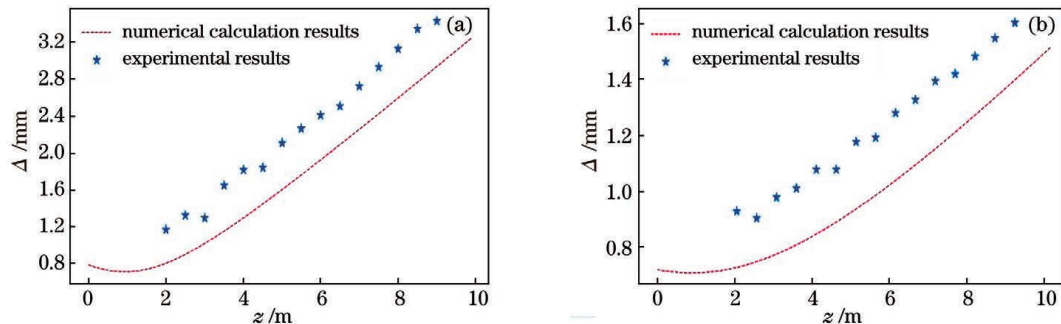 (a)
numerical calculation results
experimental results
3.2
2.8
2.4
2.0
1.6
1.2
0.8
Δ /mm
0 2 4 6 8 10
z /m
(b)
numerical calculation results
experimental results
1.6
1.4
1.2
1.0
0.8
Δ /mm
0 2 4 6 8 10
z /m